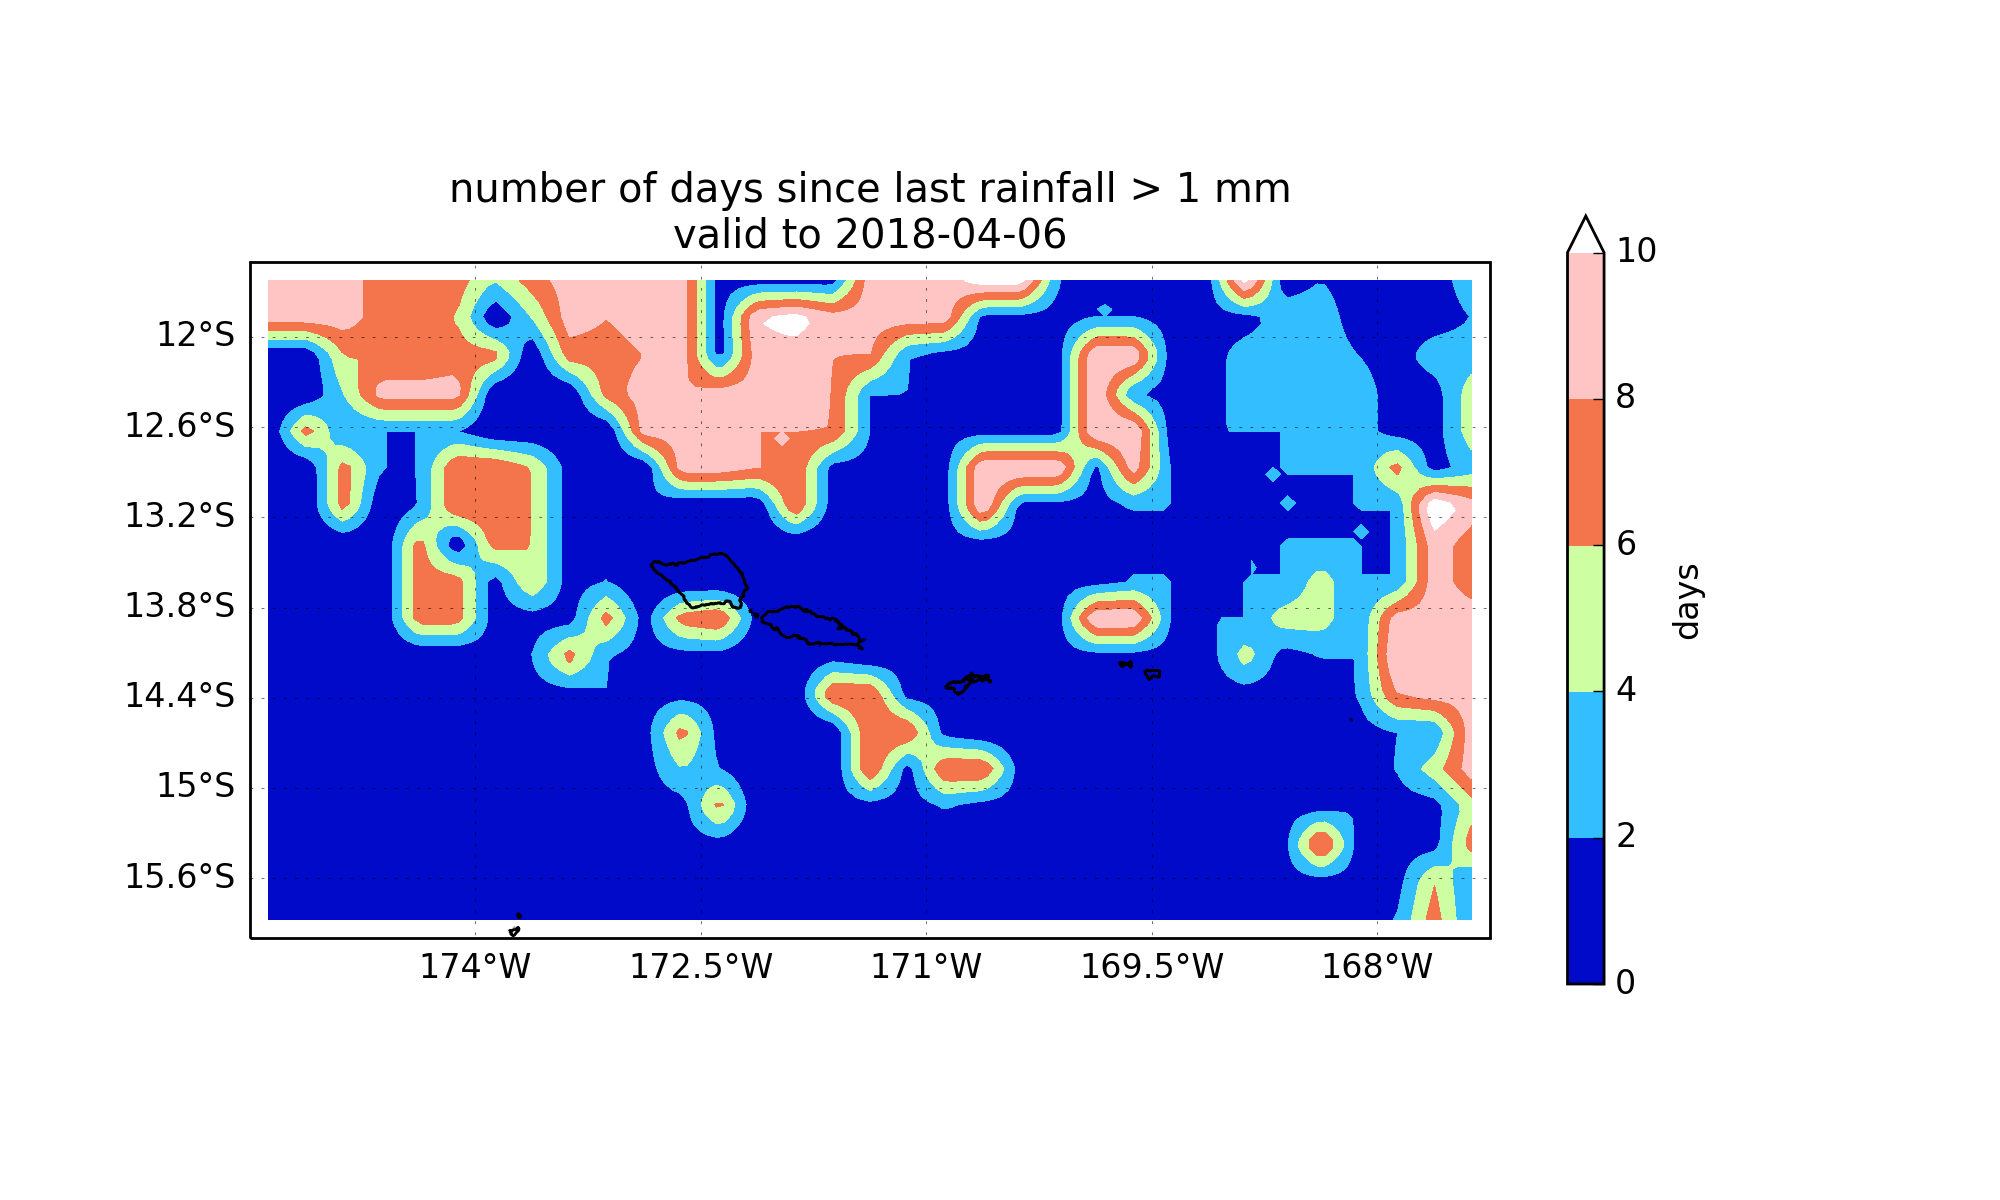 number of days since last rainfall > 1 mm
valid to 2018-04-06
12°S
12.6°S
13.2°S
13.8°S
14.4°S
15°S
15.6°S
174°W
172.5°W
171°W
169.5°W
168°W
10
8
6
4
2
0
days